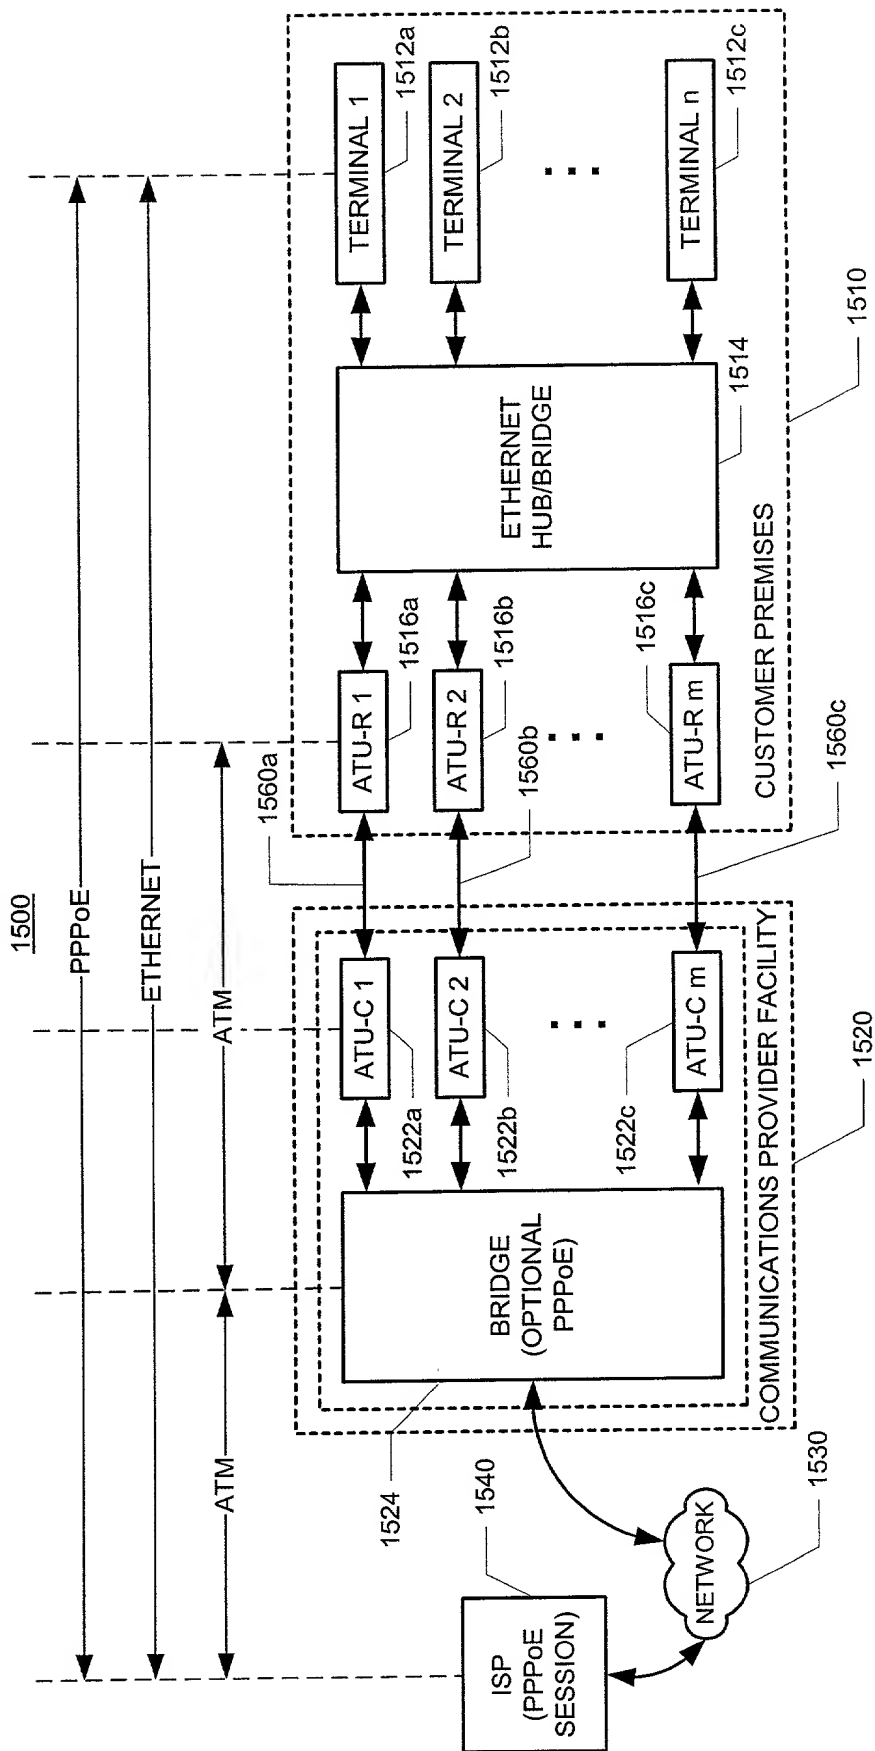 1500
PPPoE
ETHERNET
ATM
ATM
ISP
(PPPoE
SESSION)
1540
NETWORK
1530
BRIDGE
(OPTIONAL
PPPoE)
1524
ATU-C 1
1522a
ATU-C 2
1522b
ATU-C m
1522c
COMMUNICATIONS PROVIDER FACILITY
1520
1560a
1560b
1560c
ATU-R 1
1516a
ATU-R 2
1516b
ATU-R m
1516c
ETHERNET
HUB/BRIDGE
1514
TERMINAL 1
1512a
TERMINAL 2
1512b
TERMINAL n
1512c
CUSTOMER PREMISES
1510